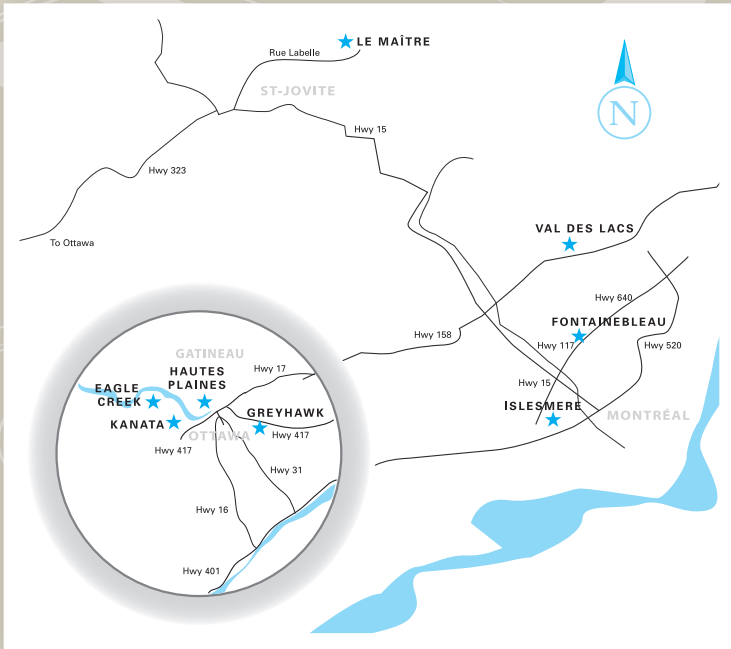 LE MAÎTRE
Rue Labelle
ST-JOVITE
N
Hwy 15
Hwy 323
To Ottawa
VAL DES LACS
Hwy 640
FONTAINEBLEAU
Hwy 158
Hwy 117
Hwy 520
Hwy 15
ISLESMERE
MONTRÉAL
GATINEAU
Hwy 17
HAUTES
PLAINES
EAGLE
CREEK
GREYHAWK
KANATA
OTTAWA
Hwy 417
Hwy 417
Hwy 31
Hwy 16
Hwy 401